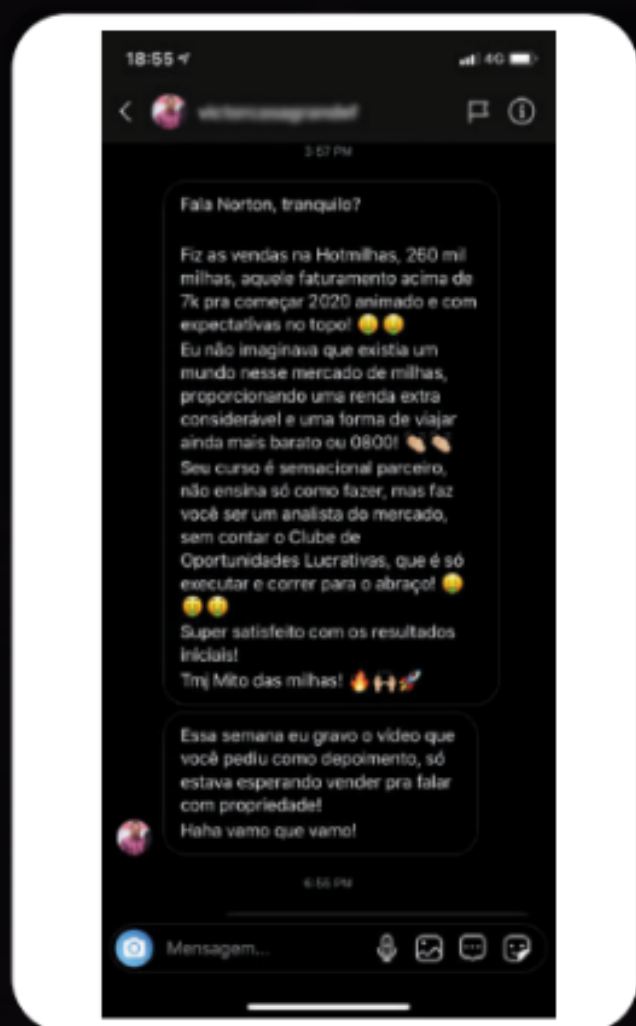 18:55
4G
3:57 PM
Fala Norton, tranquilo?
Fiz as vendas na Hotmilhas, 260 mil
milhas, aquele faturamento acima de
7k pra começar 2020 animado e com
expectativas no topo! 🤑🤑
Eu não imaginava que existia um
mundo nesse mercado de milhas,
proporcionando uma renda extra
considerável e uma forma de viajar
ainda mais barato ou 0800! 👏🏼👏🏼
Seu curso é sensacional parceiro,
não ensina só como fazer, mas faz
você ser um analista do mercado,
sem contar o Clube de
Oportunidades Lucrativas, que é só
executar e correr para o abraço! 🤑
🤑🤑
Super satisfeito com os resultados
iniciais!
Tmj Mito das milhas! 🔥🙌🏼🚀
Essa semana eu gravo o vídeo que
você pediu como depoimento, só
estava esperando vender pra falar
com propriedade!
Haha vamo que vamo!
6:55 PM
Mensagem...